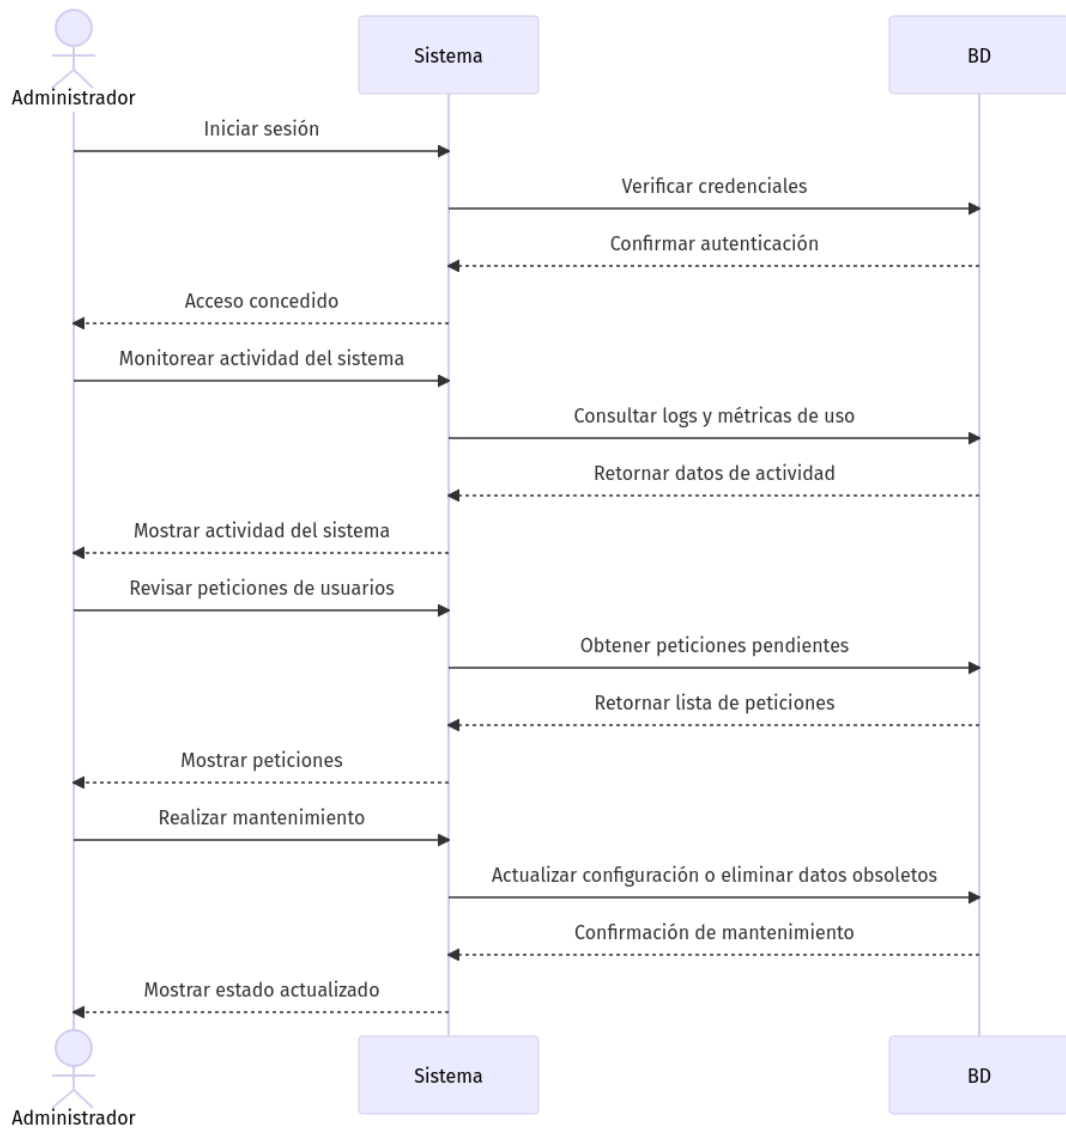 Sistema
BD
Administrador
Iniciar sesión
Verificar credenciales
Confirmar autenticación
Acceso concedido
Monitorear actividad del sistema
Consultar logs y métricas de uso
Retornar datos de actividad
Mostrar actividad del sistema
Revisar peticiones de usuarios
Obtener peticiones pendientes
Retornar lista de peticiones
Mostrar peticiones
Realizar mantenimiento
Actualizar configuración o eliminar datos obsoletos
Confirmación de mantenimiento
Mostrar estado actualizado
Sistema
BD
Administrador